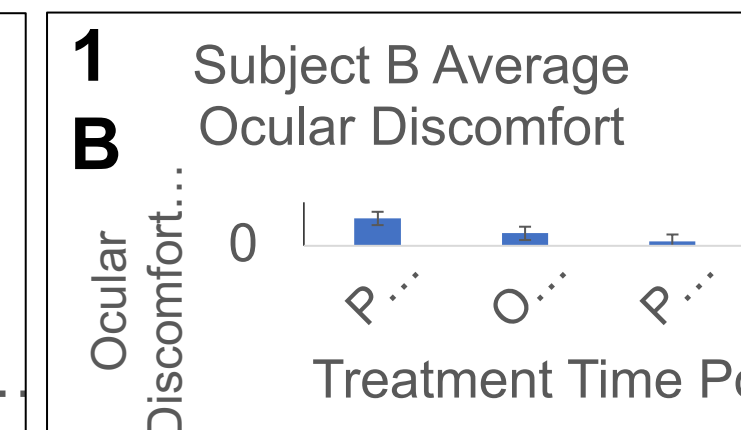 1
B
Subject B Average
Ocular Discomfort
Ocular
Discomfort…
0
P…
O…
P…
Treatment Time Po
…